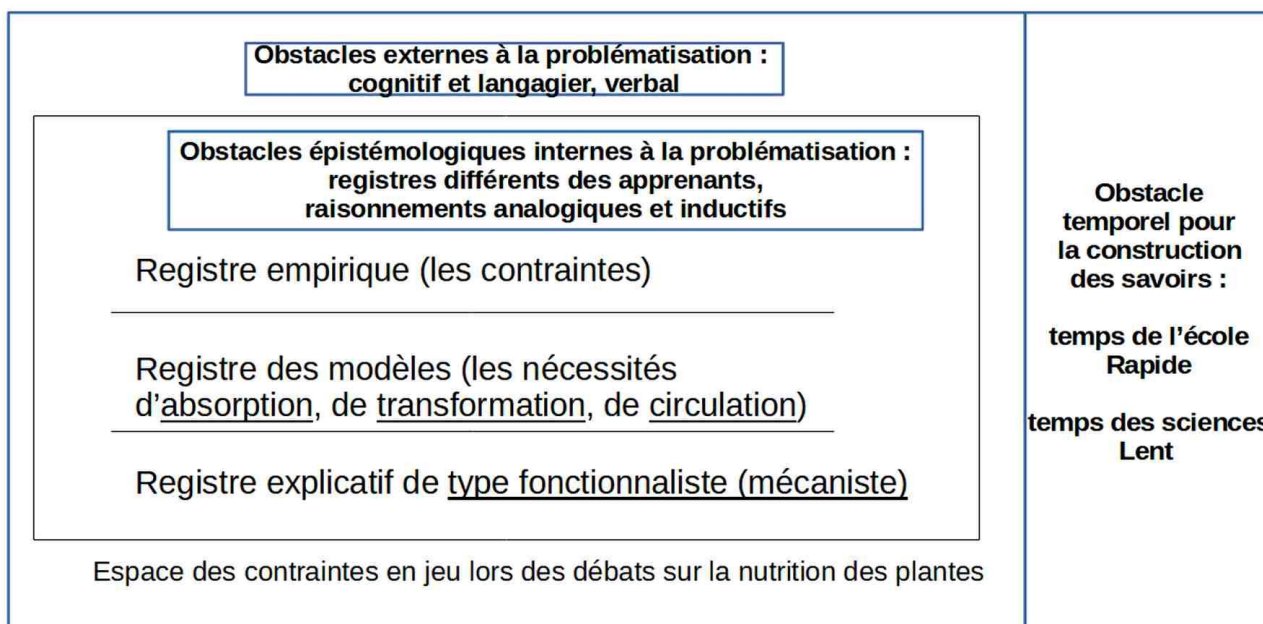 Obstacles externes à la problématisation :
cognitif et langagier, verbal
Obstacles épistémologiques internes à la problématisation :
registres différents des apprenants,
raisonnements analogiques et inductifs
Registre empirique (les contraintes)
Registre des modèles (les nécessités
d’absorption, de transformation, de circulation)
Registre explicatif de type fonctionnaliste (mécaniste)
Espace des contraintes en jeu lors des débats sur la nutrition des plantes
Obstacle
temporel pour
la construction
des savoirs :
temps de l’école
Rapide
temps des sciences
Lent